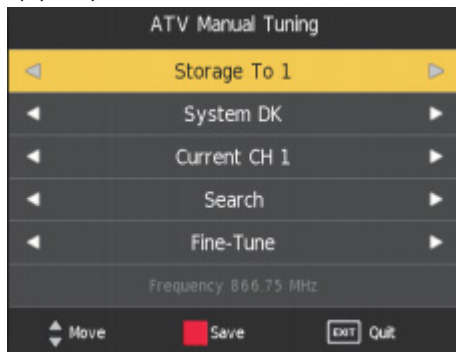 ATV Manual Tuning
Storage To 1
System DK
Current CH 1
Search
Fine-Tune
Frequency 866.75 MHz
Move Save EXIT Quit